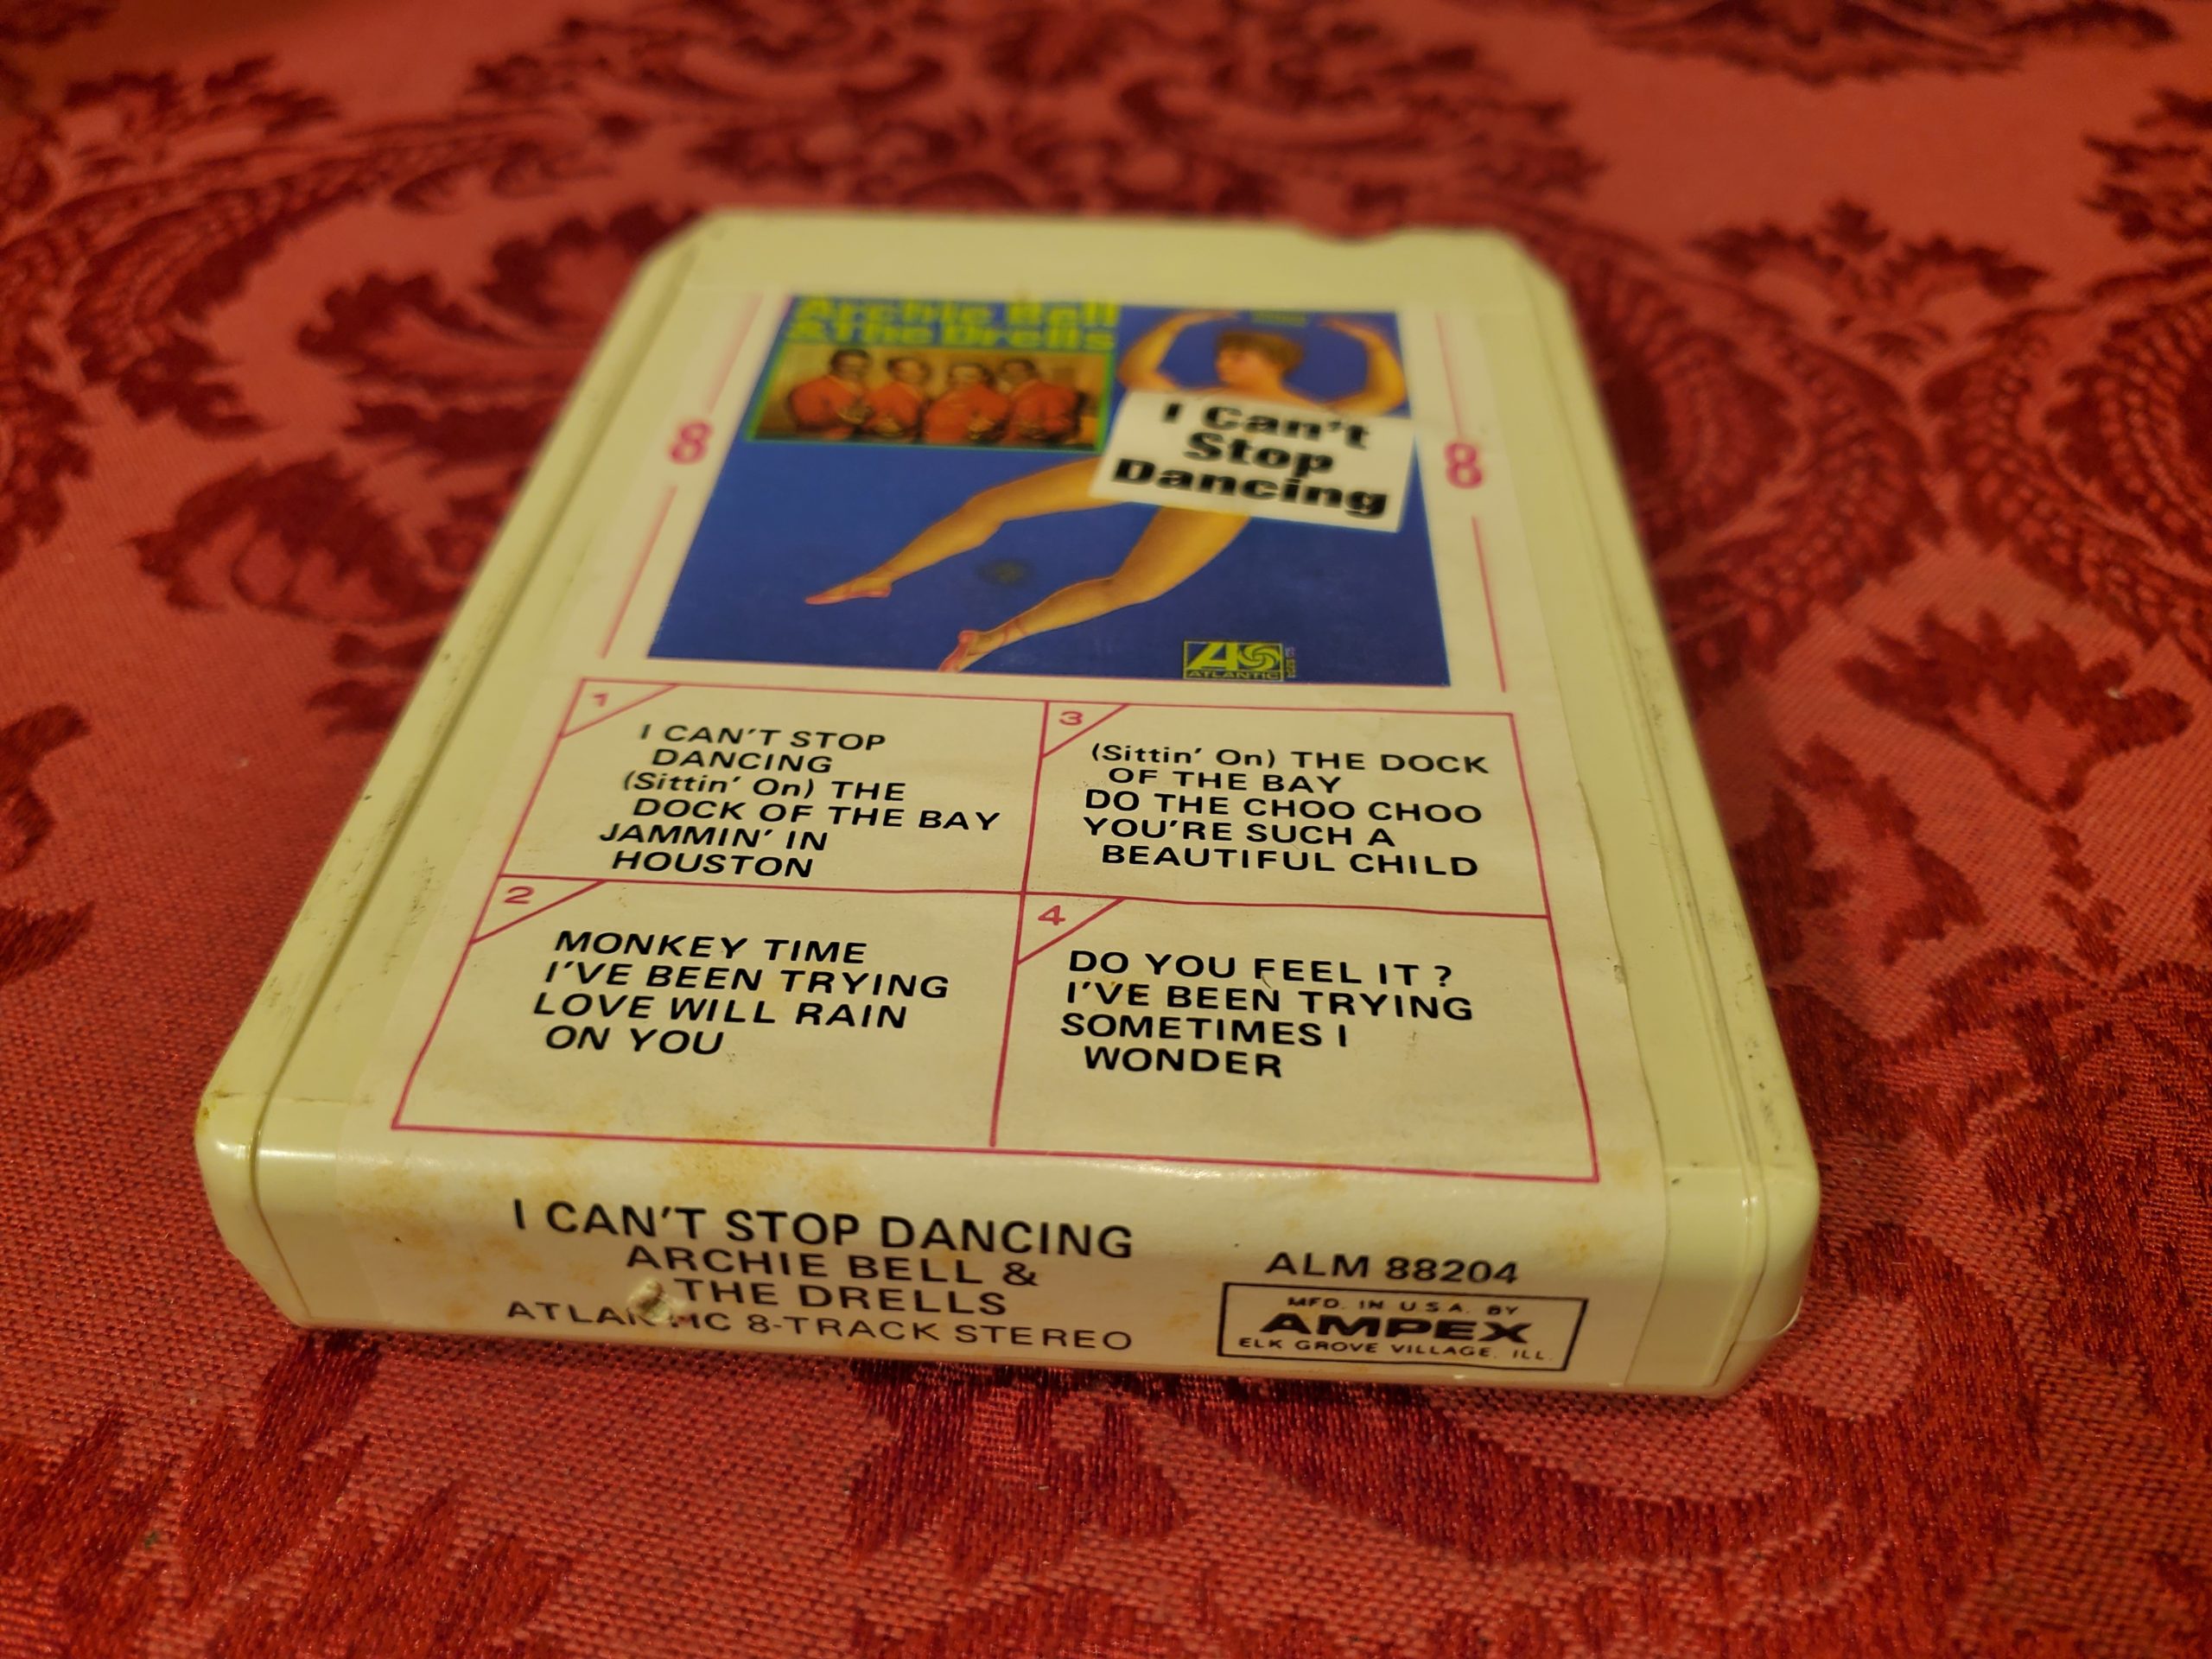 Archie Bell
& The Drells
I Can't
Stop
Dancing
8
8
ATLANTIC
1
I CAN'T STOP
DANCING
(Sittin' On) THE
DOCK OF THE BAY
JAMMIN' IN
HOUSTON
2
MONKEY TIME
I'VE BEEN TRYING
LOVE WILL RAIN
ON YOU
3
(Sittin' On) THE DOCK
OF THE BAY
DO THE CHOO CHOO
YOU'RE SUCH A
BEAUTIFUL CHILD
4
DO YOU FEEL IT ?
I'VE BEEN TRYING
SOMETIMES I
WONDER
I CAN'T STOP DANCING
ARCHIE BELL &
THE DRELLS
ATLANTIC 8-TRACK STEREO
ALM 88204
MFD. IN U.S.A. BY
AMPEX
ELK GROVE VILLAGE, ILL.